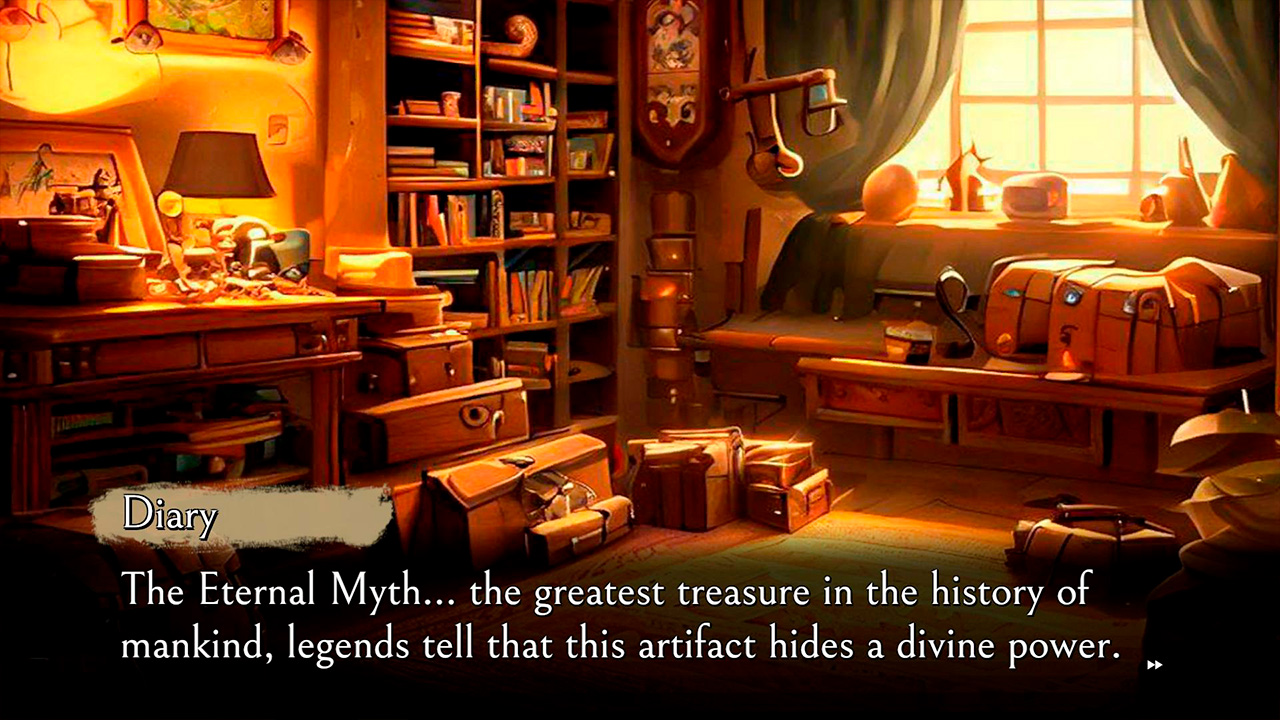 Diary
The Eternal Myth... the greatest treasure in the history of
mankind, legends tell that this artifact hides a divine power.